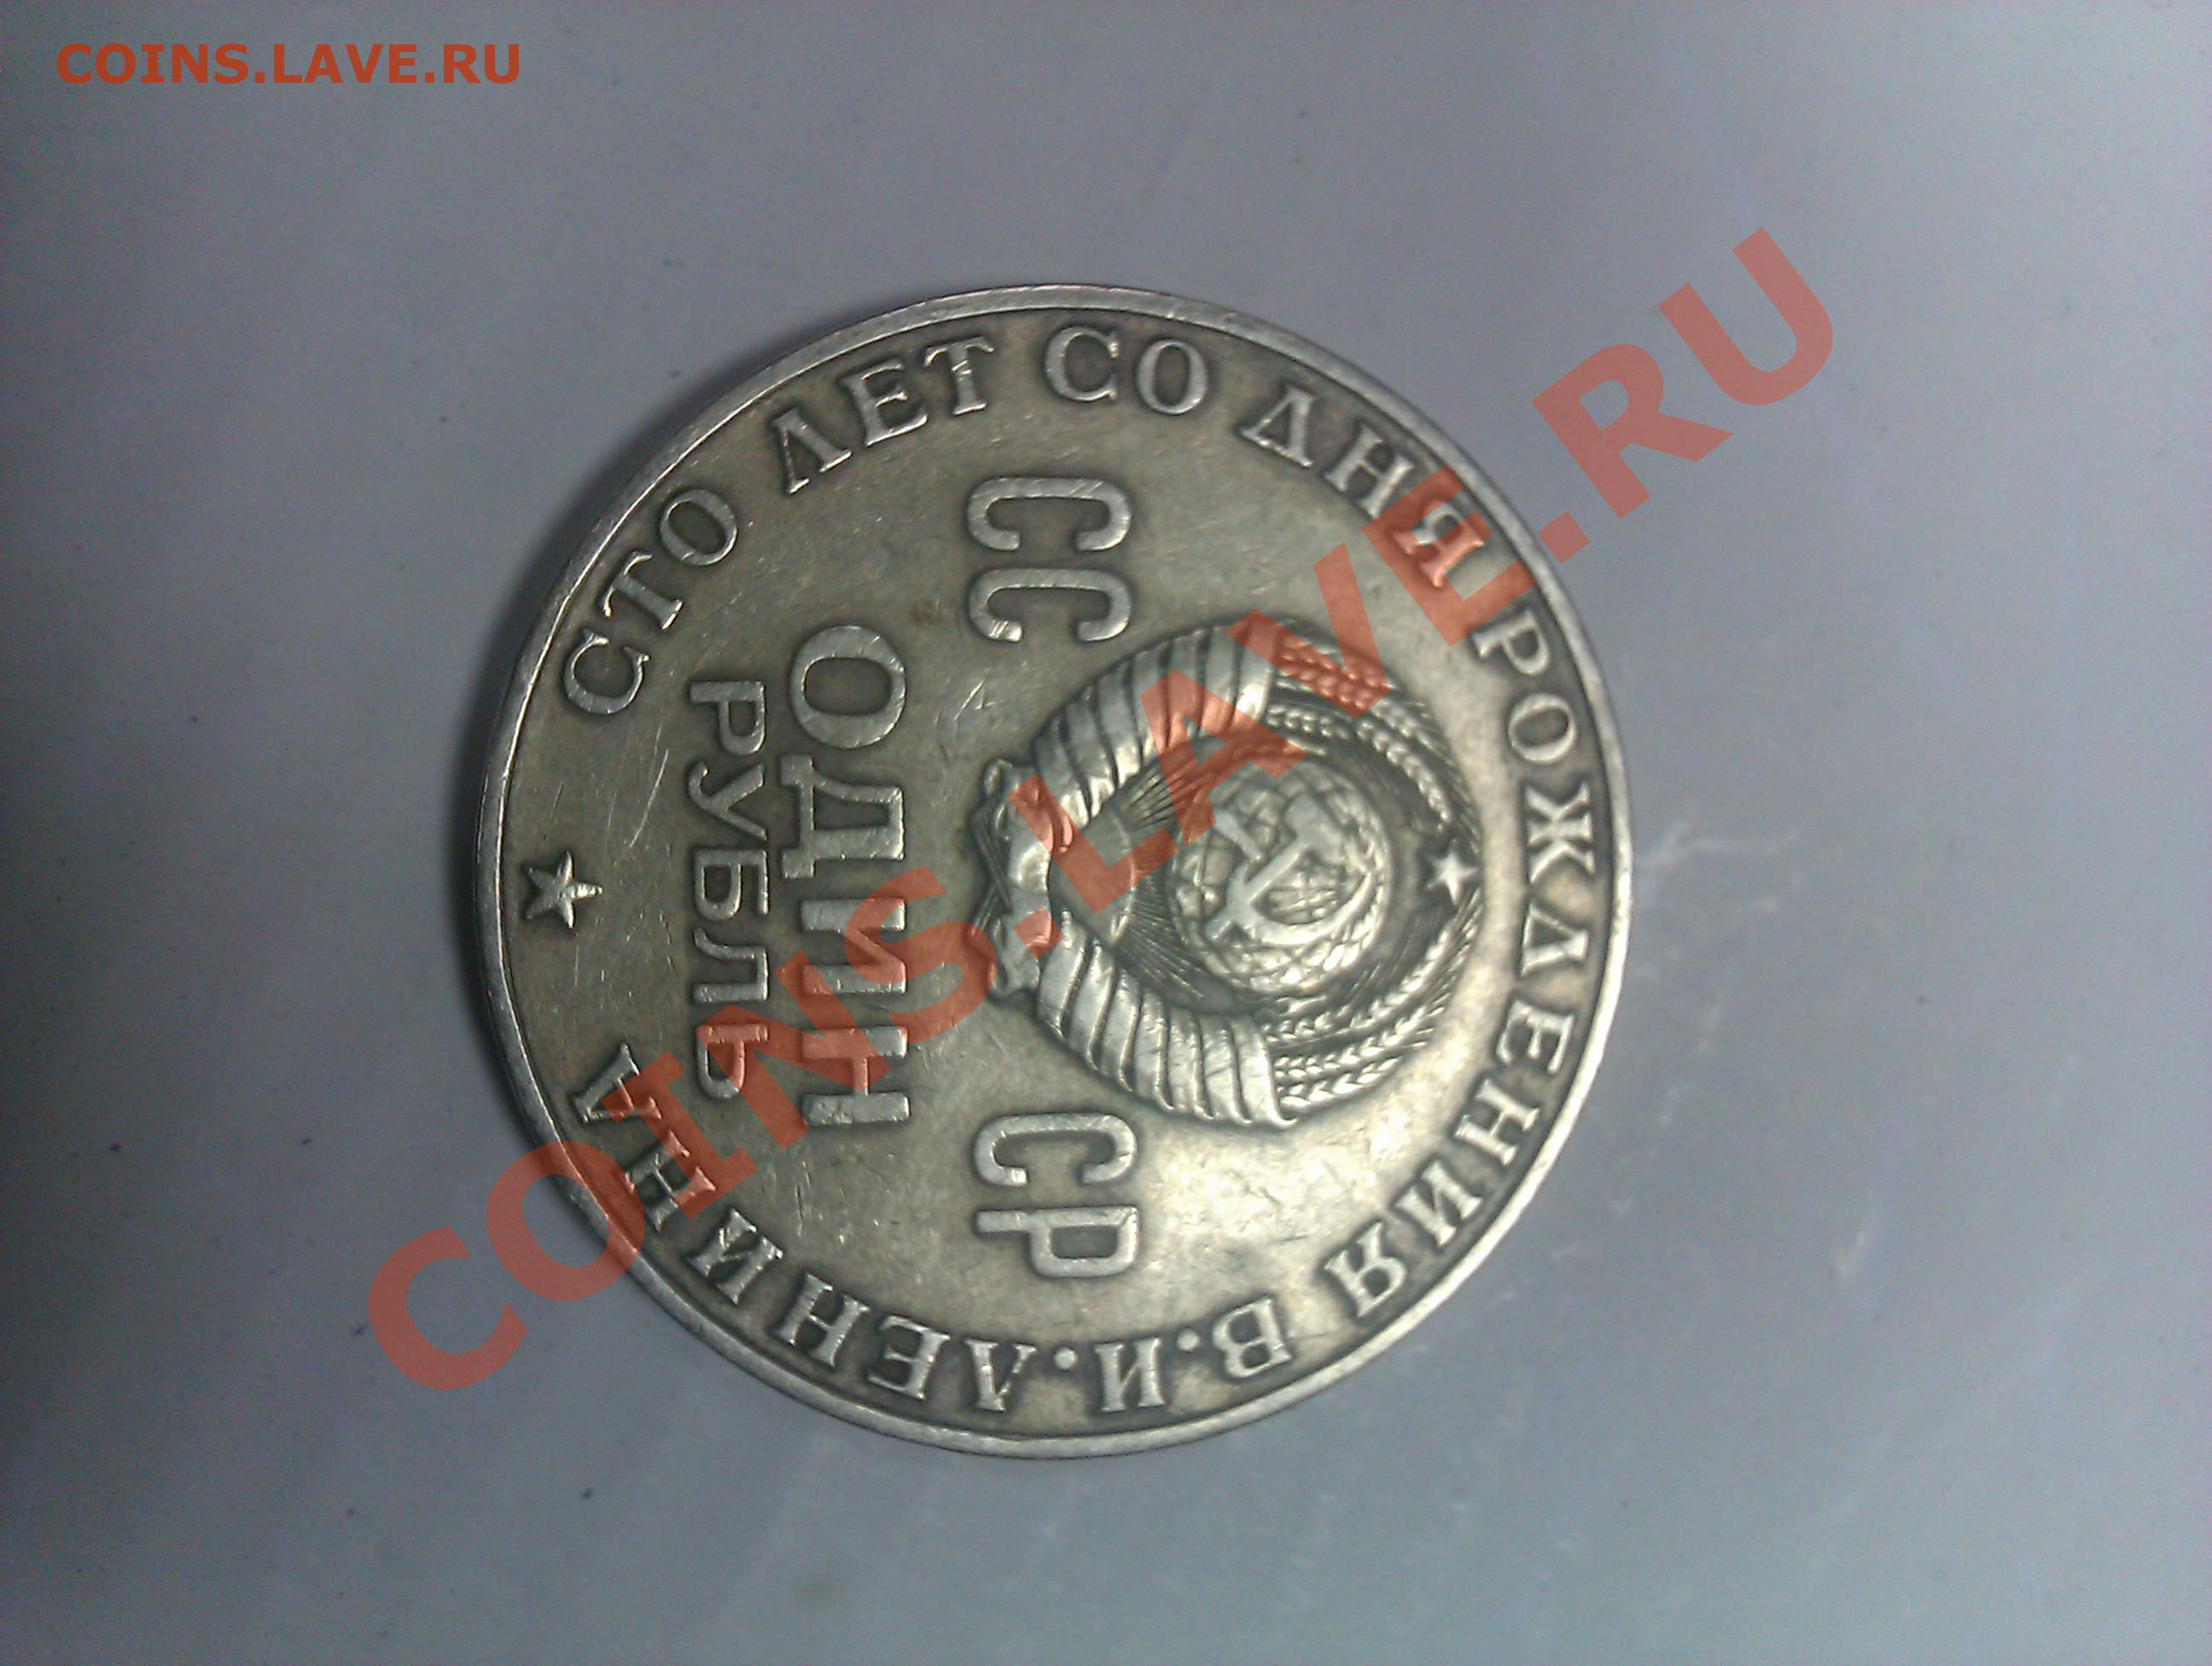 COINS.LAVE.RU
СТО ЛЕТ СО ДНЯ РОЖДЕНИЯ В.И.ЛЕНИНА
СС СР
ОДИН
РУБЛЬ
COINS.LAVE.RU